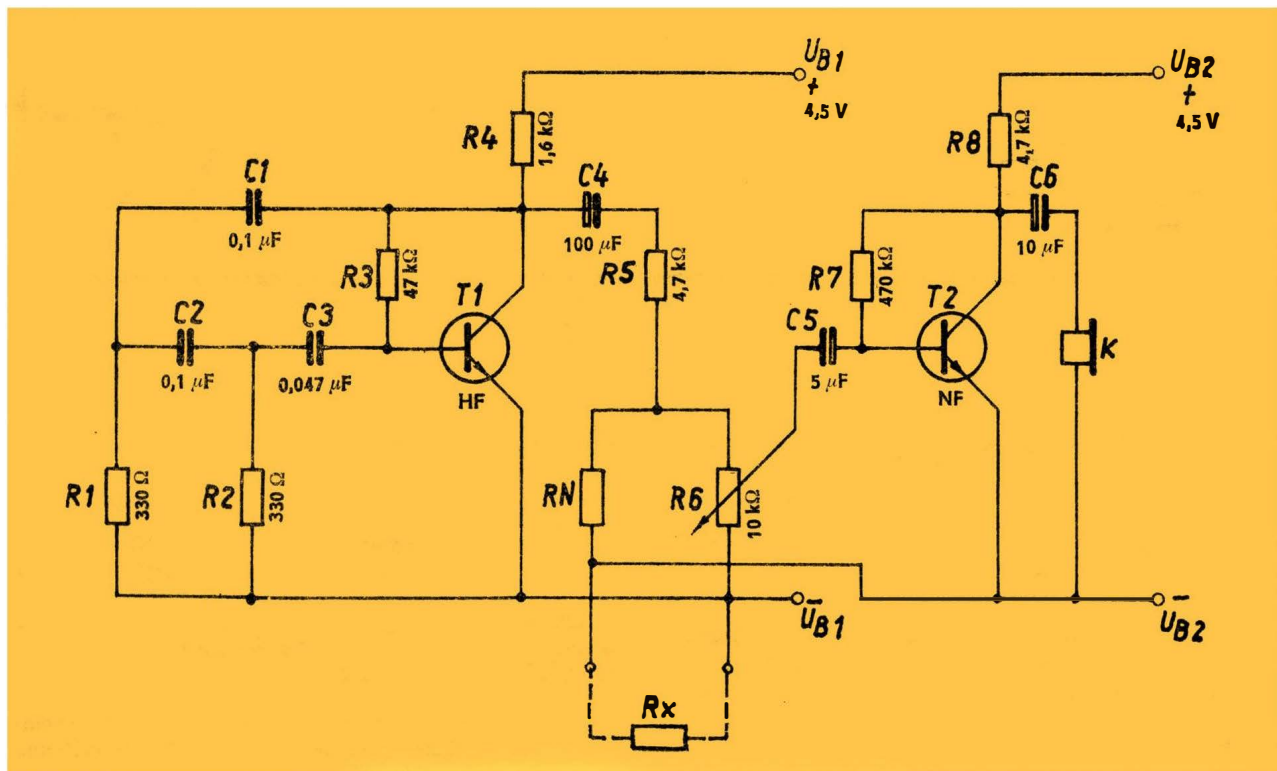 UB1
+
4,5 V
UB2
+
4,5 V
R4
1,6 kΩ
R8
4,7 kΩ
C1
0,1 µF
C4
100 µF
C6
10 µF
R3
47 kΩ
R5
4,7 kΩ
R7
470 kΩ
T1
HF
T2
NF
C2
0,1 µF
C3
0,047 µF
C5
5 µF
K
R1
330 Ω
R2
330 Ω
RN
R6
10 kΩ
−
UB1
−
UB2
Rx